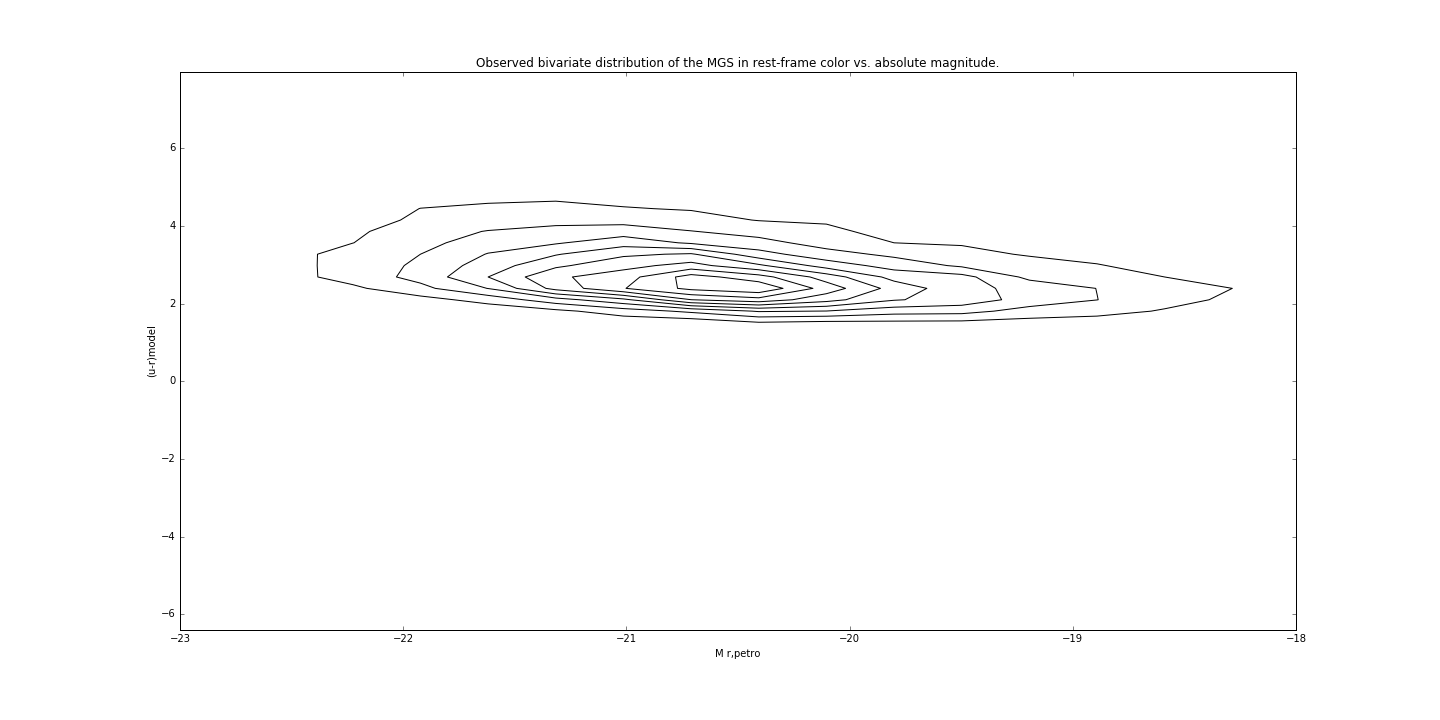 Observed bivariate distribution of the MGS in rest-frame color vs. absolute magnitude.
6
4
2
0
−2
−4
−6
(u-r)model
−23 −22 −21 −20 −19 −18
M r,petro